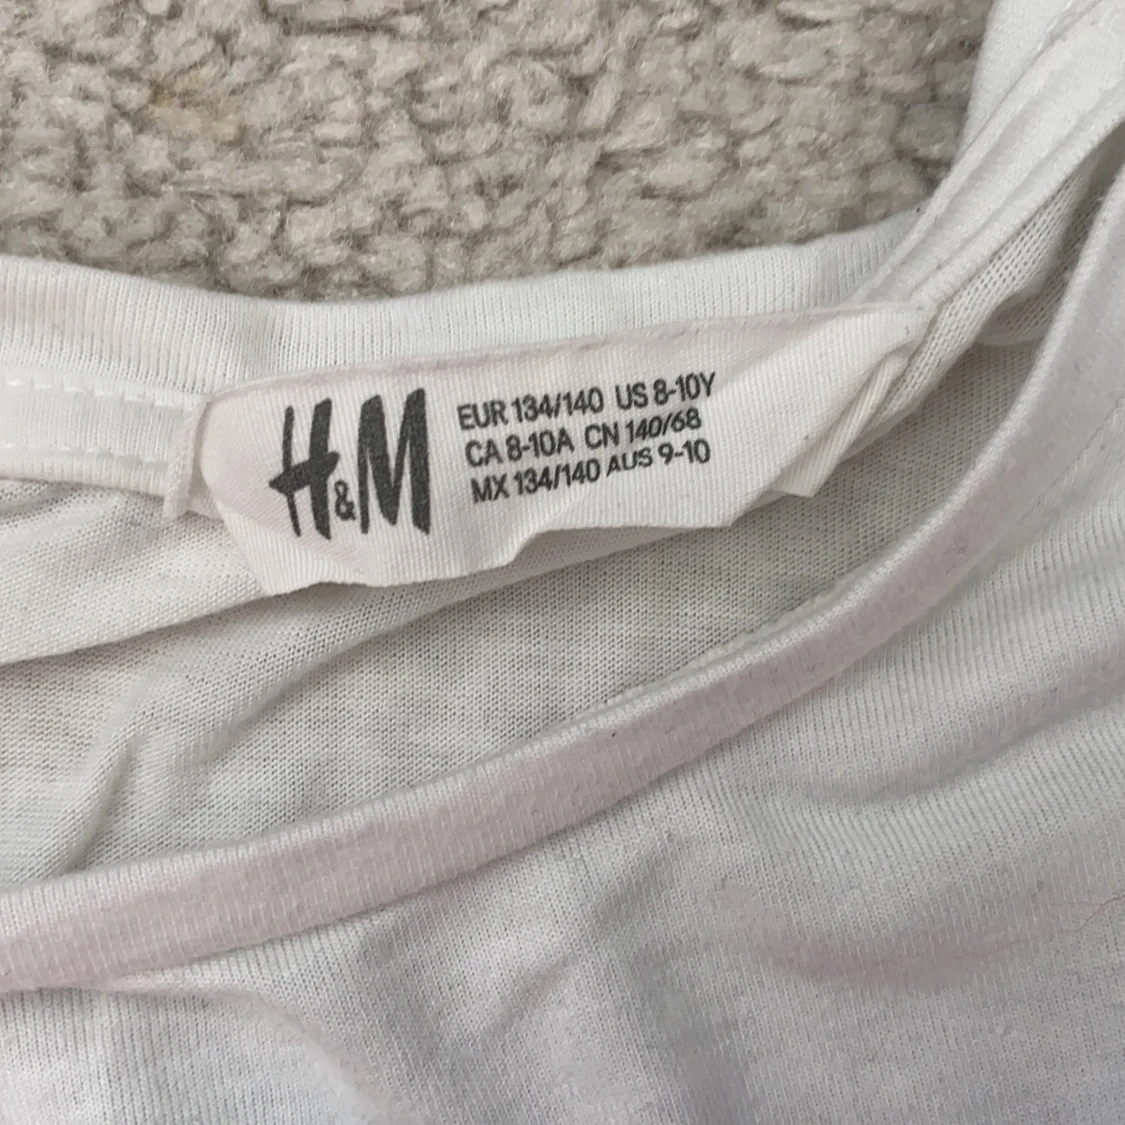 H&M
EUR 134/140 US 8-10Y
CA 8-10A CN 140/68
MX 134/140 AUS 9-10